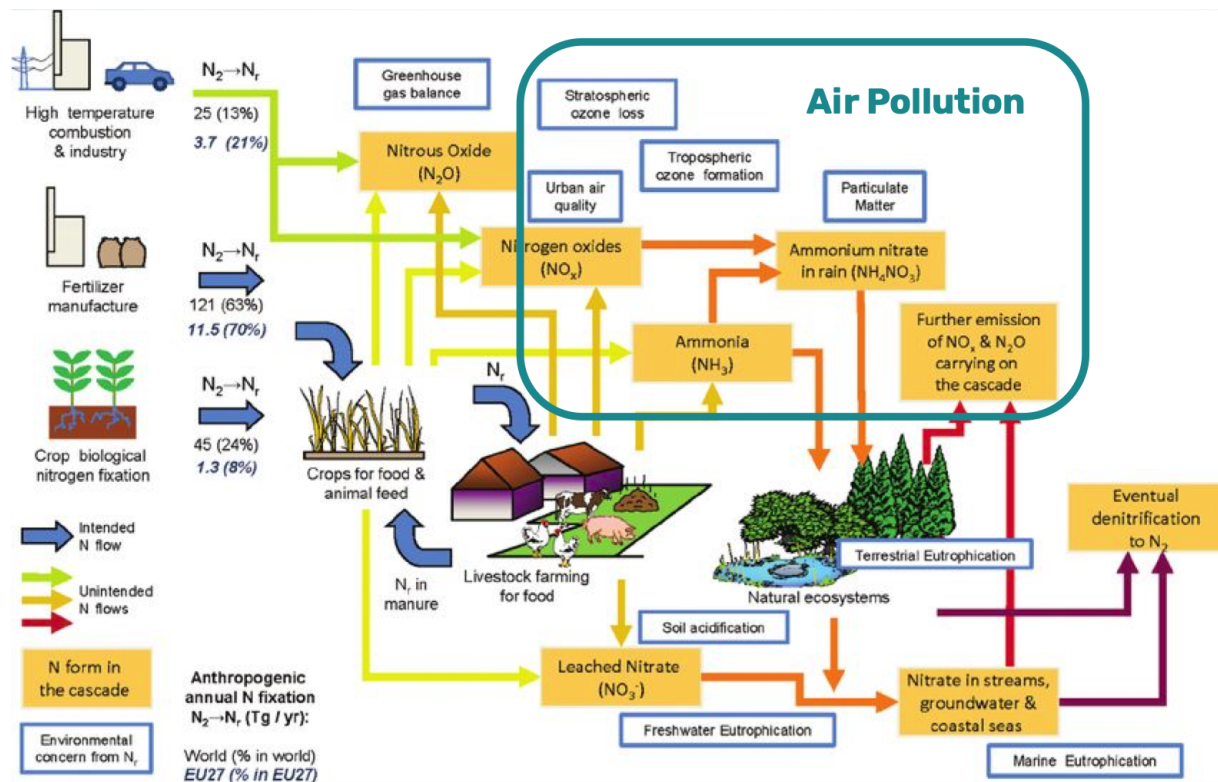 High temperature
combustion
& industry
N₂→Nᵣ
25 (13%)
3.7 (21%)
Greenhouse
gas balance
Stratospheric
ozone loss
Air Pollution
Nitrous Oxide
(N₂O)
Tropospheric
ozone formation
Urban air
quality
Particulate
Matter
Fertilizer
manufacture
N₂→Nᵣ
121 (63%)
11.5 (70%)
Nitrogen oxides
(NOₓ)
Ammonium nitrate
in rain (NH₄NO₃)
Ammonia
(NH₃)
Further emission
of NOₓ & N₂O
carrying on
the cascade
Crop biological
nitrogen fixation
N₂→Nᵣ
45 (24%)
1.3 (8%)
Nᵣ
Crops for food &
animal feed
Nᵣ in
manure
Livestock farming
for food
Terrestrial Eutrophication
Natural ecosystems
Eventual
denitrification
to N₂
Soil acidification
Leached Nitrate
(NO₃⁻)
Freshwater Eutrophication
Nitrate in streams,
groundwater &
coastal seas
Marine Eutrophication
Intended
N flow
Unintended
N flows
N form in
the cascade
Environmental
concern from Nᵣ
Anthropogenic
annual N fixation
N₂→Nᵣ (Tg / yr):
World (% in world)
EU27 (% in EU27)